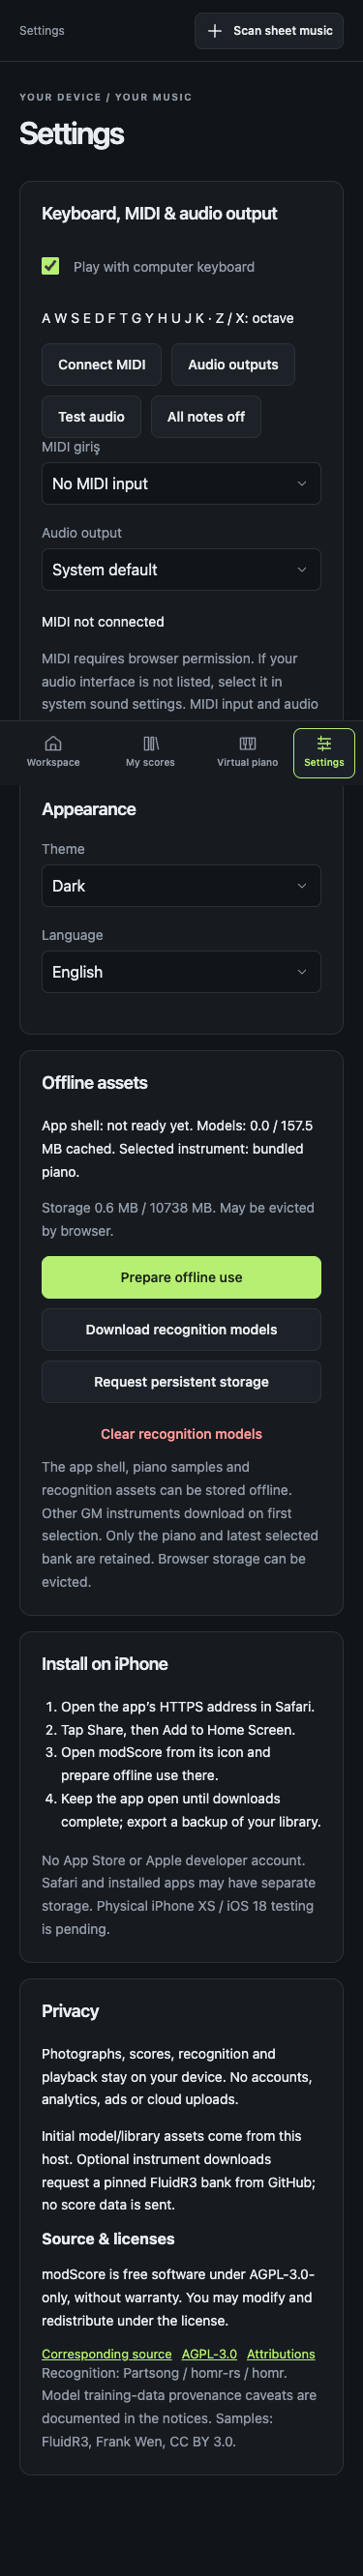 Settings
Scan sheet music
YOUR DEVICE / YOUR MUSIC
Settings
Keyboard, MIDI & audio output
Play with computer keyboard
A W S E D F T G Y H U J K · Z / X: octave
Connect MIDI
Audio outputs
Test audio
All notes off
MIDI giriş
No MIDI input
Audio output
System default
MIDI not connected
MIDI requires browser permission. If your
audio interface is not listed, select it in
system sound settings. MIDI input and audio
Workspace
My scores
Virtual piano
Settings
Appearance
Theme
Dark
Language
English
Offline assets
App shell: not ready yet. Models: 0.0 / 157.5
MB cached. Selected instrument: bundled
piano.
Storage 0.6 MB / 10738 MB. May be evicted
by browser.
Prepare offline use
Download recognition models
Request persistent storage
Clear recognition models
The app shell, piano samples and
recognition assets can be stored offline.
Other GM instruments download on first
selection. Only the piano and latest selected
bank are retained. Browser storage can be
evicted.
Install on iPhone
1. Open the app's HTTPS address in Safari.
2. Tap Share, then Add to Home Screen.
3. Open modScore from its icon and
prepare offline use there.
4. Keep the app open until downloads
complete; export a backup of your library.
No App Store or Apple developer account.
Safari and installed apps may have separate
storage. Physical iPhone XS / iOS 18 testing
is pending.
Privacy
Photographs, scores, recognition and
playback stay on your device. No accounts,
analytics, ads or cloud uploads.
Initial model/library assets come from this
host. Optional instrument downloads
request a pinned FluidR3 bank from GitHub;
no score data is sent.
Source & licenses
modScore is free software under AGPL-3.0-
only, without warranty. You may modify and
redistribute under the license.
Corresponding source AGPL-3.0 Attributions
Recognition: Partsong / homr-rs / homr.
Model training-data provenance caveats are
documented in the notices. Samples:
FluidR3, Frank Wen, CC BY 3.0.